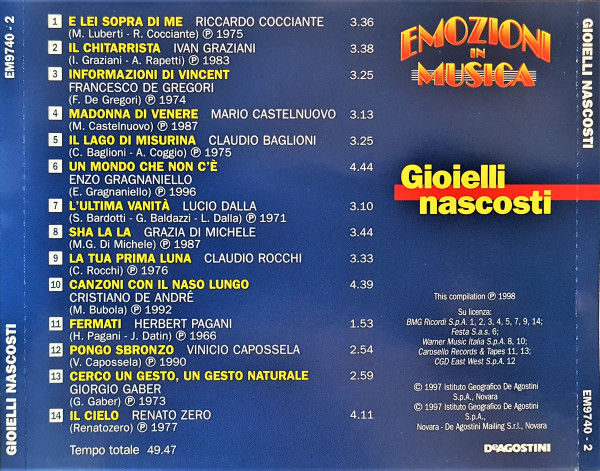 EM9740 - 2
GIOIELLI NASCOSTI
1 E LEI SOPRA DI ME RICCARDO COCCIANTE 3.36
(M. Luberti - R. Cocciante) ℗ 1975
2 IL CHITARRISTA IVAN GRAZIANI 3.38
(I. Graziani - A. Rapetti) ℗ 1983
3 INFORMAZIONI DI VINCENT 3.25
FRANCESCO DE GREGORI
(F. De Gregori) ℗ 1974
4 MADONNA DI VENERE MARIO CASTELNUOVO 3.13
(M. Castelnuovo) ℗ 1987
5 IL LAGO DI MISURINA CLAUDIO BAGLIONI 3.25
(C. Baglioni - A. Coggio) ℗ 1975
6 UN MONDO CHE NON C'È 4.44
ENZO GRAGNANIELLO
(E. Gragnaniello) ℗ 1996
7 L'ULTIMA VANITÀ LUCIO DALLA 3.10
(S. Bardotti - G. Baldazzi - L. Dalla) ℗ 1971
8 SHA LA LA GRAZIA DI MICHELE 3.44
(M.G. Di Michele) ℗ 1987
9 LA TUA PRIMA LUNA CLAUDIO ROCCHI 3.33
(C. Rocchi) ℗ 1976
10 CANZONI CON IL NASO LUNGO 4.39
CRISTIANO DE ANDRÉ
(M. Bubola) ℗ 1992
11 FERMATI HERBERT PAGANI 1.53
(H. Pagani - J. Datin) ℗ 1966
12 PONGO SBRONZO VINICIO CAPOSSELA 2.54
(V. Capossela) ℗ 1990
13 CERCO UN GESTO, UN GESTO NATURALE 2.59
GIORGIO GABER
(G. Gaber) ℗ 1973
14 IL CIELO RENATO ZERO 4.11
(Renatozero) ℗ 1977
Tempo totale 49.47
EMOZIONI
IN
MUSICA
Gioielli
nascosti
This compilation ℗ 1998
Su licenza:
BMG Ricordi S.p.A. 1, 2, 3, 4, 5, 7, 9, 14;
Festa S.a.s. 6;
Warner Music Italia S.p.A. 8, 10;
Carosello Records & Tapes 11, 13;
CGD East West S.p.A. 12
© 1997 Istituto Geografico De Agostini
S.p.A., Novara
© 1997 Istituto Geografico De Agostini
S.p.A.,
Novara - De Agostini Mailing S.r.l., Novara
DEAGOSTINI
GIOIELLI NASCOSTI
EM9740 - 2